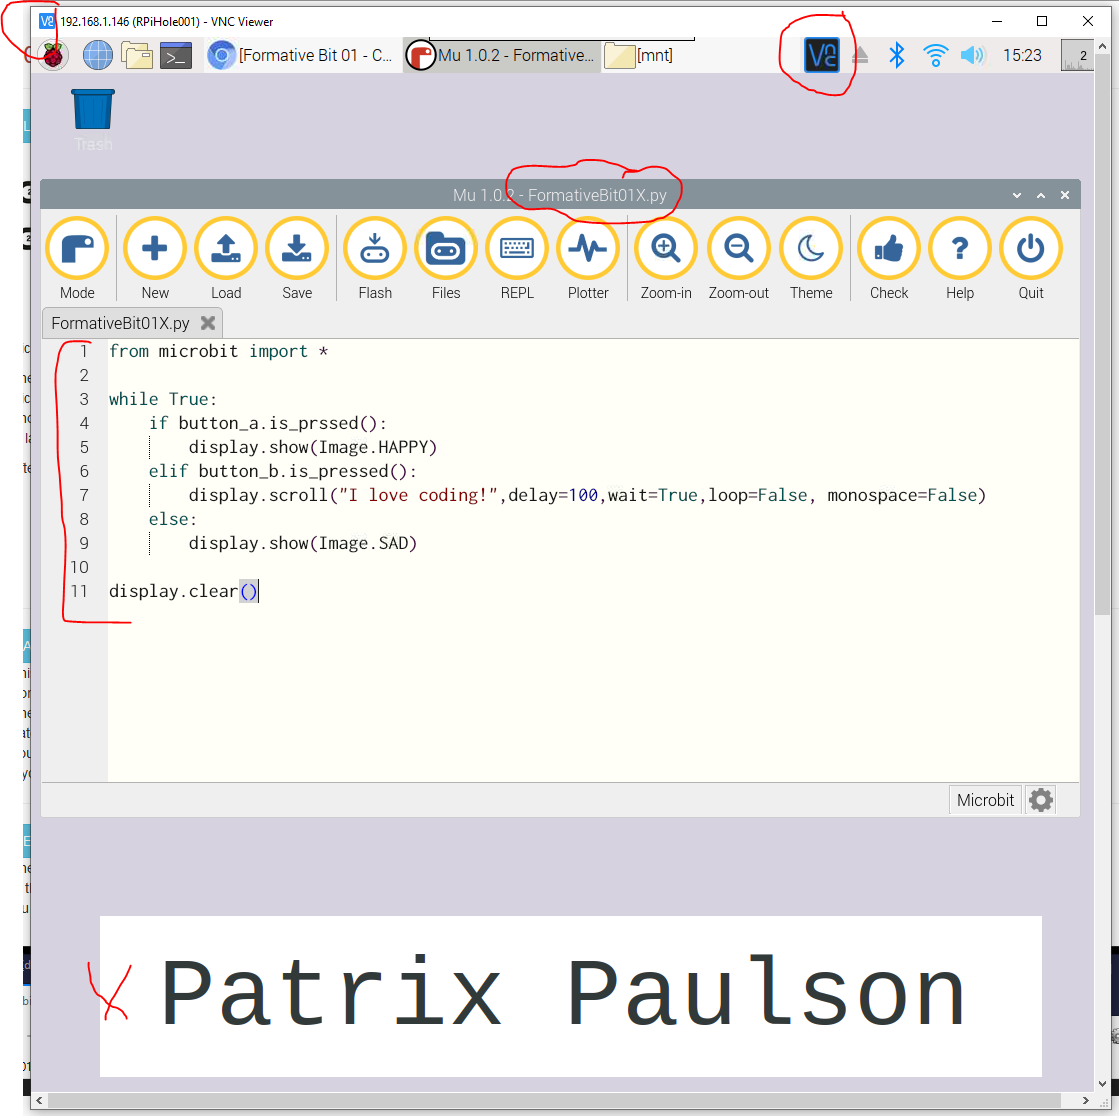 192.168.1.146 (RPiHole001) - VNC Viewer
[Formative Bit 01 - C... Mu 1.0.2 - Formative... [mnt] 15:23 2
Trash
Mu 1.0.2 - FormativeBit01X.py
Mode New Load Save Flash Files REPL Plotter Zoom-in Zoom-out Theme Check Help Quit
FormativeBit01X.py
1 from microbit import *
2
3 while True:
4 if button_a.is_prssed():
5 display.show(Image.HAPPY)
6 elif button_b.is_pressed():
7 display.scroll("I love coding!",delay=100,wait=True,loop=False, monospace=False)
8 else:
9 display.show(Image.SAD)
10
11 display.clear()
Microbit
X Patrix Paulson